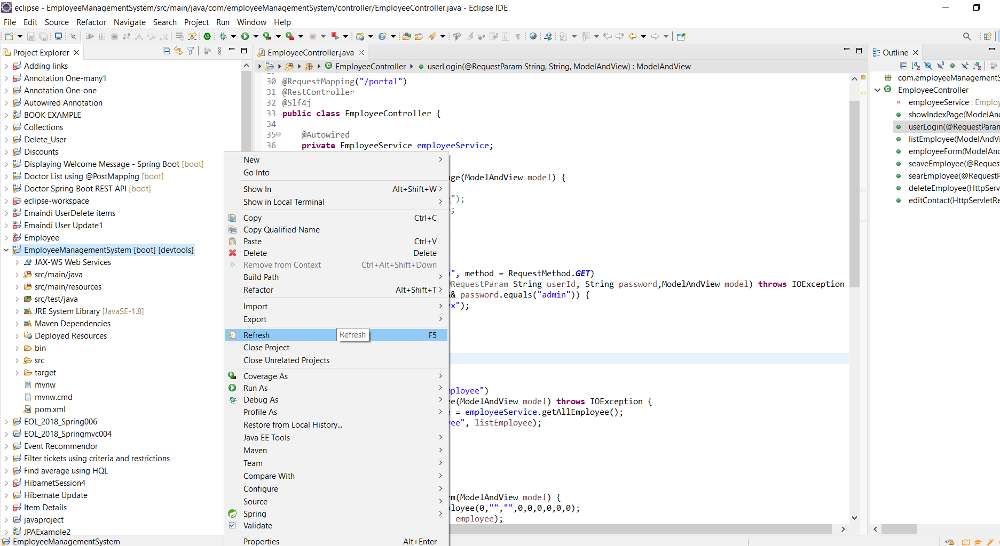 eclipse - EmployeeManagementSystem/src/main/java/com/employeeManagementSystem/controller/EmployeeController.java - Eclipse IDE
File Edit Source Refactor Navigate Search Project Run Window Help
Project Explorer
Adding links
Annotation One-many1
Annotation One-one
Autowired Annotation
BOOK EXAMPLE
Collections
Delete_User
Discounts
Displaying Welcome Message - Spring Boot [boot]
Doctor List using @PostMapping [boot]
Doctor Spring Boot REST API [boot]
eclipse-workspace
Emaindi UserDelete items
Emaindi User Update1
Employee
EmployeeManagementSystem [boot] [devtools]
JAX-WS Web Services
src/main/java
src/main/resources
src/test/java
JRE System Library [JavaSE-1.8]
Maven Dependencies
Deployed Resources
bin
src
target
mvnw
mvnw.cmd
pom.xml
EOL_2018_Spring006
EOL_2018_Springmvc004
Event Recommendor
Filter tickets using criteria and restrictions
Find average using HQL
HibarnetSession4
Hibernate Update
Item Details
javaproject
JPAExample2
EmployeeManagementSystem
New
Go Into
Show In Alt+Shift+W
Show in Local Terminal
Copy Ctrl+C
Copy Qualified Name
Paste Ctrl+V
Delete Delete
Remove from Context Ctrl+Alt+Shift+Down
Build Path
Refactor Alt+Shift+T
Import
Export
Refresh Refresh F5
Close Project
Close Unrelated Projects
Coverage As
Run As
Debug As
Profile As
Restore from Local History...
Java EE Tools
Maven
Team
Compare With
Configure
Source
Spring
Validate
Properties Alt+Enter
EmployeeController.java
EmployeeController userLogin(@RequestParam String, String, ModelAndView) : ModelAndView
30 @RequestMapping("/portal")
31 @RestController
32 @Slf4j
33 public class EmployeeController {
34
35 @Autowired
36 private EmployeeService employeeService;
age(ModelAndView model) {
");
;
", method = RequestMethod.GET)
@RequestParam String userId, String password,ModelAndView model) throws IOException
&& password.equals("admin")) {
ex");
mployee")
ee(ModelAndView model) throws IOException {
e = employeeService.getAllEmployee();
yee", listEmployee);
rm(ModelAndView model) {
ployee(0,"","",0,0,0,0,0,0);
employee);
Outline
com.employeeManagementS
EmployeeController
employeeService : Employ
showIndexPage(ModelAnd
userLogin(@RequestParam
listEmployee(ModelAndVi
employeeForm(ModelAnd
seaveEmployee(@Reques
searEmployee(@RequestP
deleteEmployee(HttpServ
editContact(HttpServletRe